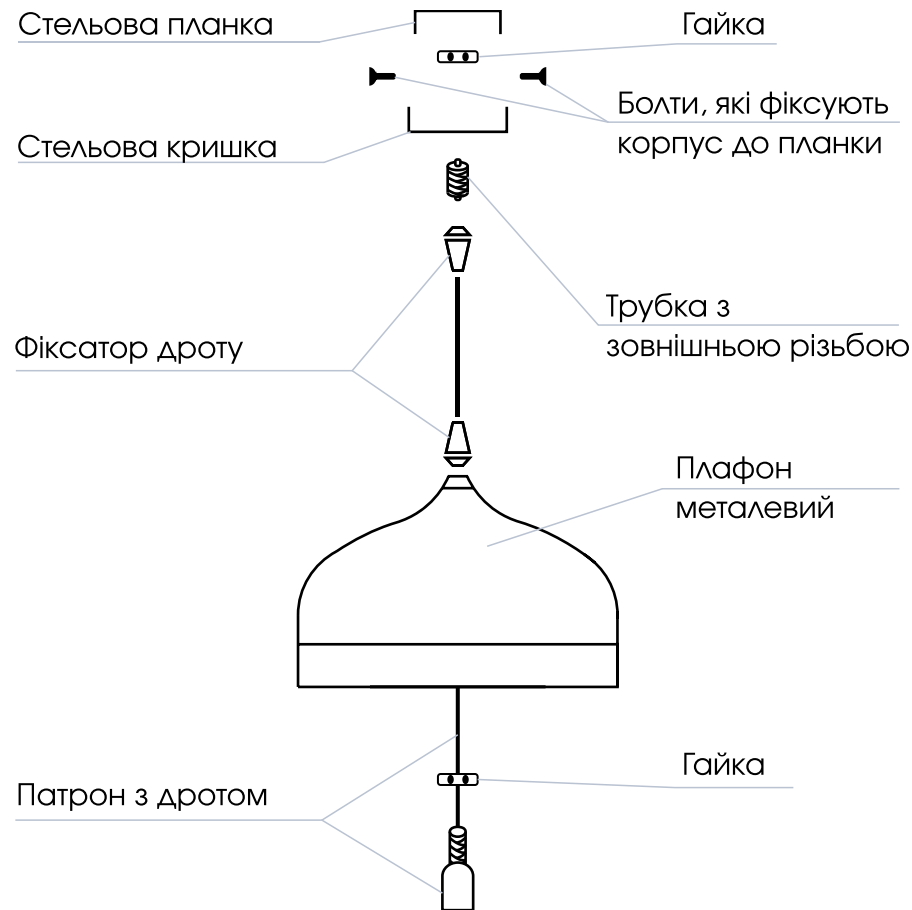 Стельова планка
Гайка
Болти, які фіксують
корпус до планки
Стельова кришка
Трубка з
зовнішньою різьбою
Фіксатор дроту
Плафон
металевий
Гайка
Патрон з дротом